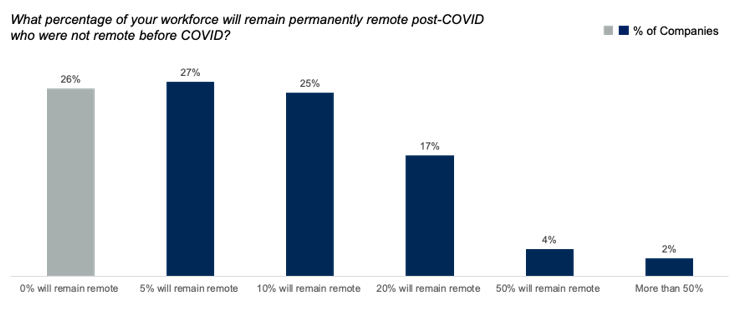 What percentage of your workforce will remain permanently remote post-COVID
who were not remote before COVID?
% of Companies
26%
27%
25%
17%
4%
2%
0% will remain remote
5% will remain remote
10% will remain remote
20% will remain remote
50% will remain remote
More than 50%